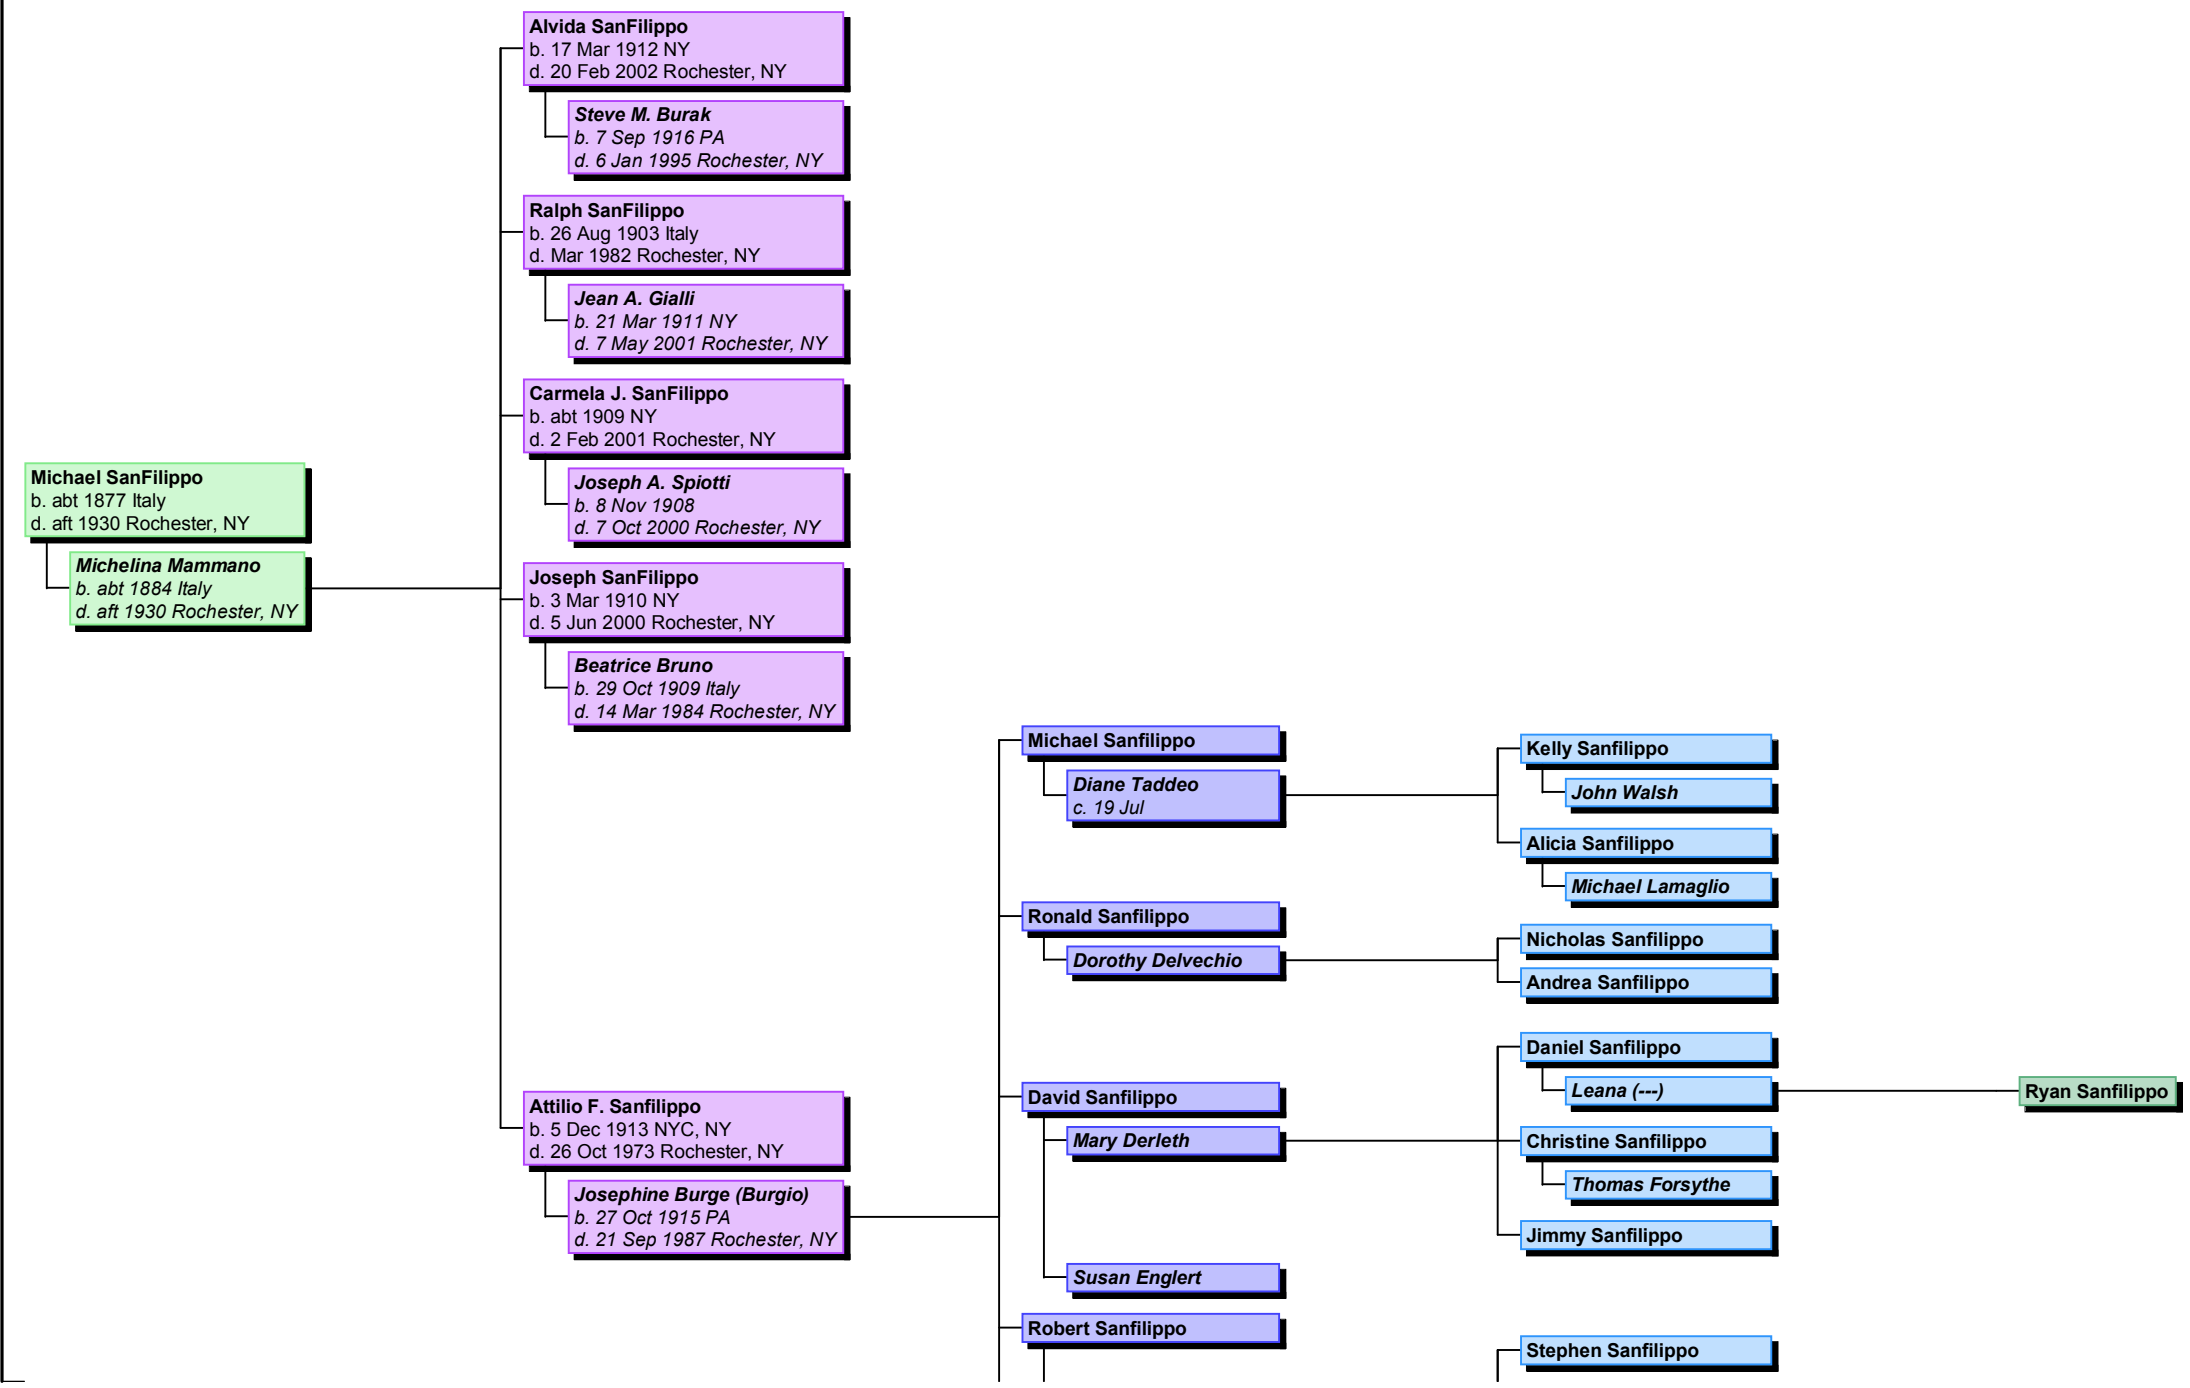 Alvida SanFilippo
b. 17 Mar 1912 NY
d. 20 Feb 2002 Rochester, NY
Steve M. Burak
b. 7 Sep 1916 PA
d. 6 Jan 1995 Rochester, NY
Ralph SanFilippo
b. 26 Aug 1903 Italy
d. Mar 1982 Rochester, NY
Jean A. Gialli
b. 21 Mar 1911 NY
d. 7 May 2001 Rochester, NY
Carmela J. SanFilippo
b. abt 1909 NY
d. 2 Feb 2001 Rochester, NY
Joseph A. Spiotti
b. 8 Nov 1908
d. 7 Oct 2000 Rochester, NY
Michael SanFilippo
b. abt 1877 Italy
d. aft 1930 Rochester, NY
Michelina Mammano
b. abt 1884 Italy
d. aft 1930 Rochester, NY
Joseph SanFilippo
b. 3 Mar 1910 NY
d. 5 Jun 2000 Rochester, NY
Beatrice Bruno
b. 29 Oct 1909 Italy
d. 14 Mar 1984 Rochester, NY
Michael Sanfilippo
Diane Taddeo
c. 19 Jul
Kelly Sanfilippo
John Walsh
Alicia Sanfilippo
Michael Lamaglio
Ronald Sanfilippo
Dorothy Delvechio
Nicholas Sanfilippo
Andrea Sanfilippo
Attilio F. Sanfilippo
b. 5 Dec 1913 NYC, NY
d. 26 Oct 1973 Rochester, NY
Josephine Burge (Burgio)
b. 27 Oct 1915 PA
d. 21 Sep 1987 Rochester, NY
David Sanfilippo
Mary Derleth
Susan Englert
Daniel Sanfilippo
Leana (---)
Ryan Sanfilippo
Christine Sanfilippo
Thomas Forsythe
Jimmy Sanfilippo
Robert Sanfilippo
Stephen Sanfilippo